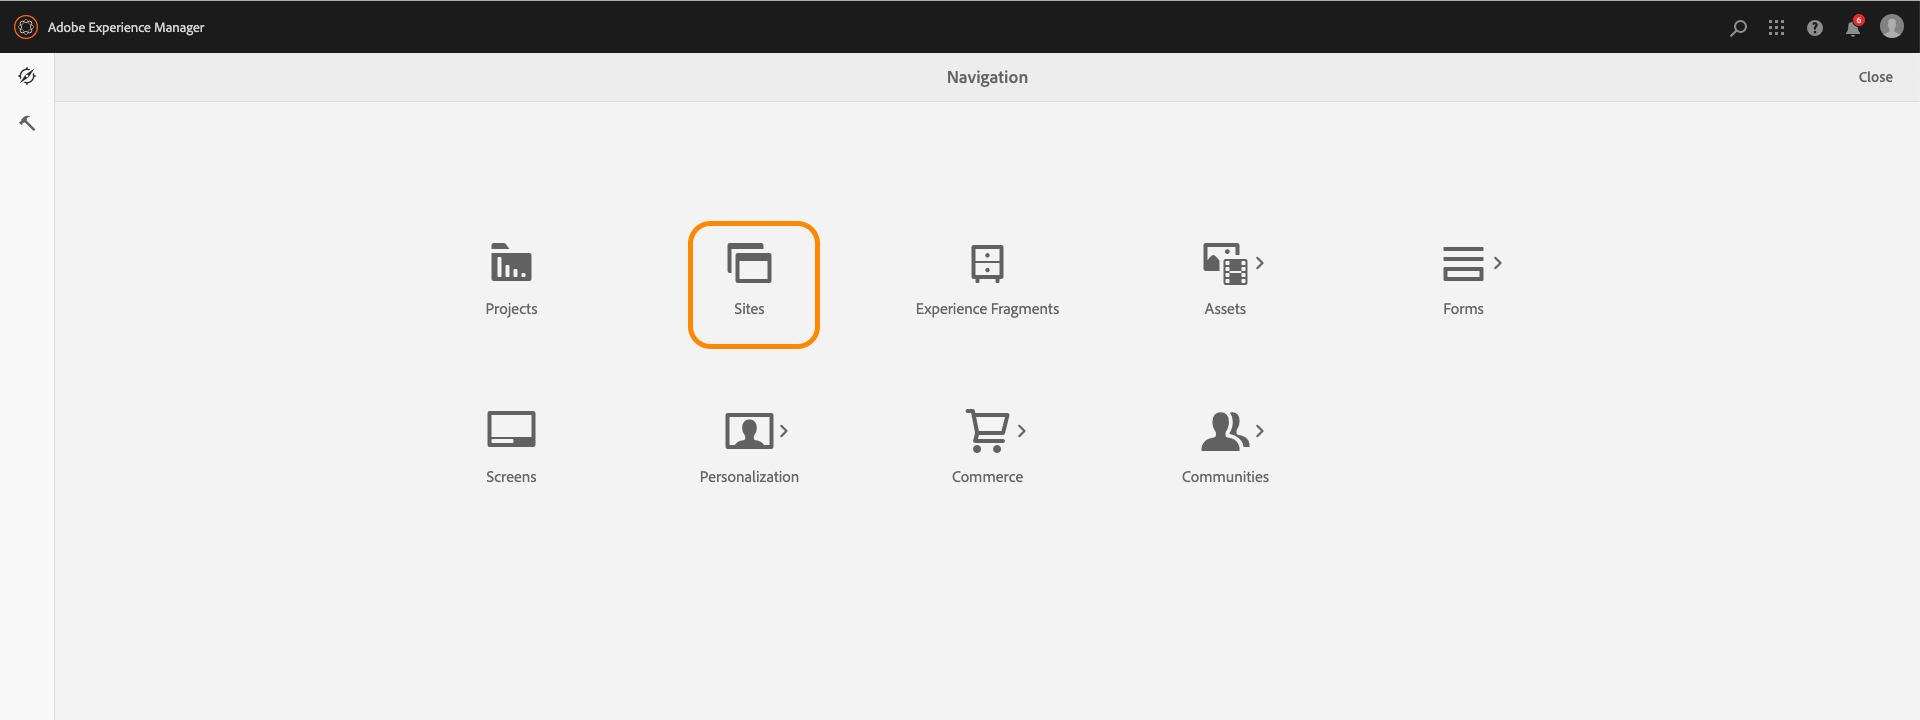 Adobe Experience Manager
6
Navigation
Close
Projects
Sites
Experience Fragments
Assets
Forms
Screens
Personalization
Commerce
Communities